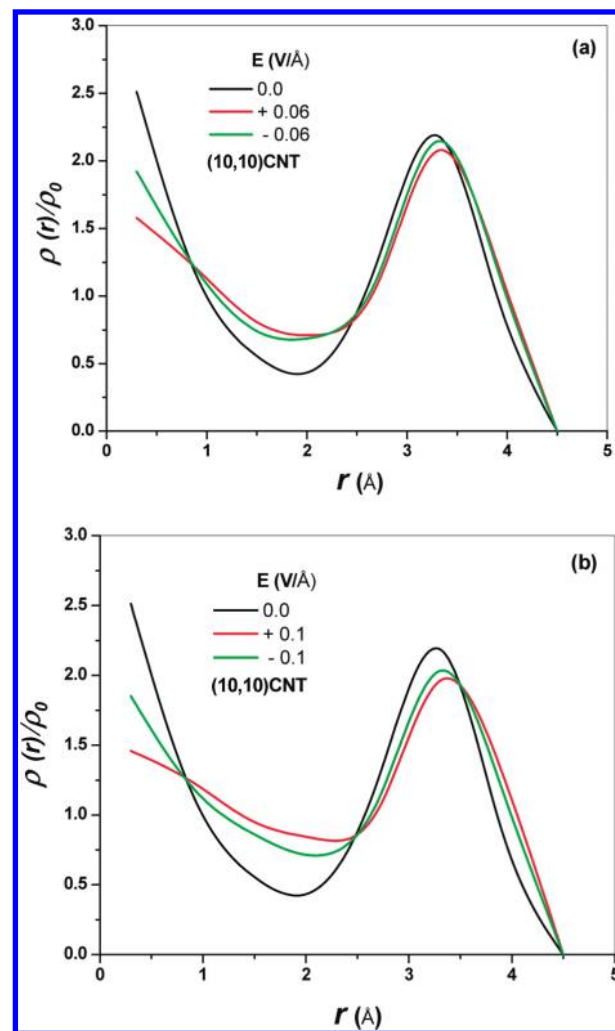 3.0
(a)
E (V/Å)
2.5
0.0
+ 0.06
2.0
- 0.06
(10,10)CNT
1.5
ρ (r)/ρ₀
1.0
0.5
0.0
0 1 2 3 4 5
r (Å)
3.0
(b)
E (V/Å)
2.5
0.0
+ 0.1
2.0
- 0.1
(10,10)CNT
1.5
ρ (r)/ρ₀
1.0
0.5
0.0
0 1 2 3 4 5
r (Å)